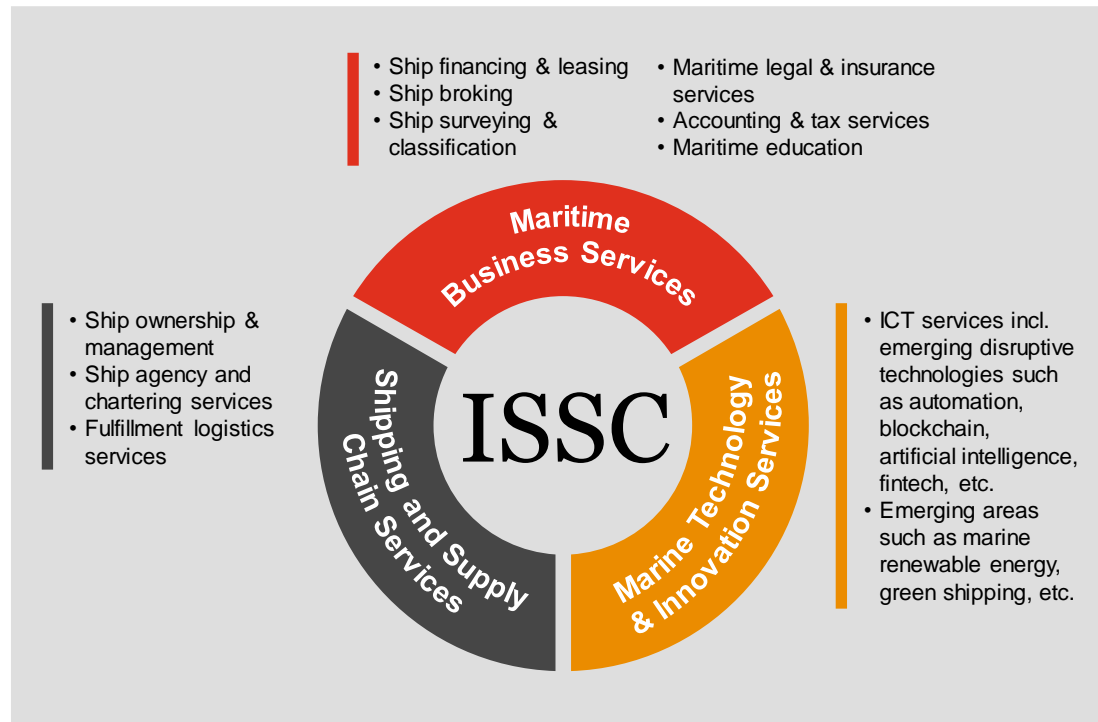 • Ship financing & leasing
• Ship broking
• Ship surveying & classification
• Maritime legal & insurance services
• Accounting & tax services
• Maritime education
Maritime
Business Services
• Ship ownership & management
• Ship agency and chartering services
• Fulfillment logistics services
Shipping and Supply
Chain Services
ISSC
Marine Technology
& Innovation Services
• ICT services incl. emerging disruptive technologies such as automation, blockchain, artificial intelligence, fintech, etc.
• Emerging areas such as marine renewable energy, green shipping, etc.